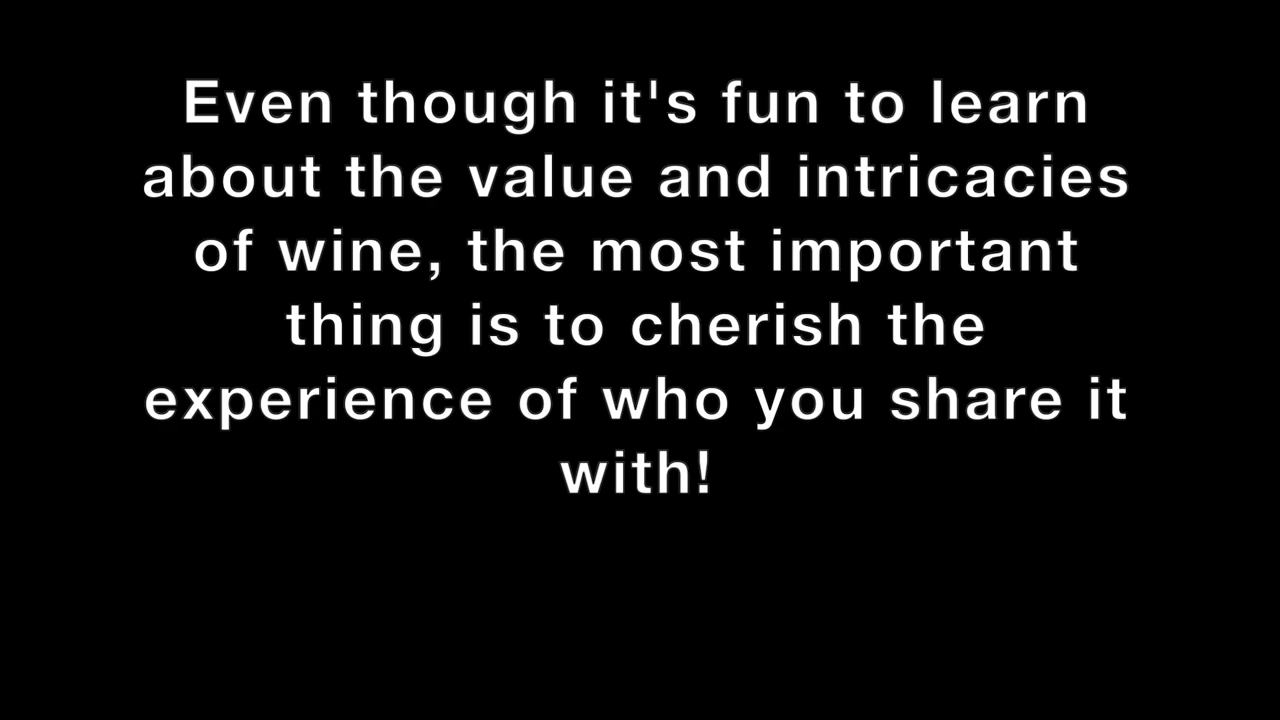 Even though it's fun to learn
about the value and intricacies
of wine, the most important
thing is to cherish the
experience of who you share it
with!